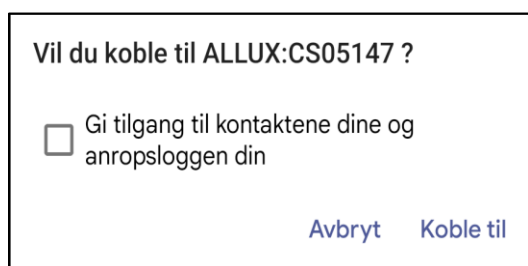 Vil du koble til ALLUX:CS05147 ?
Gi tilgang til kontaktene dine og
anropsloggen din
Avbryt Koble til